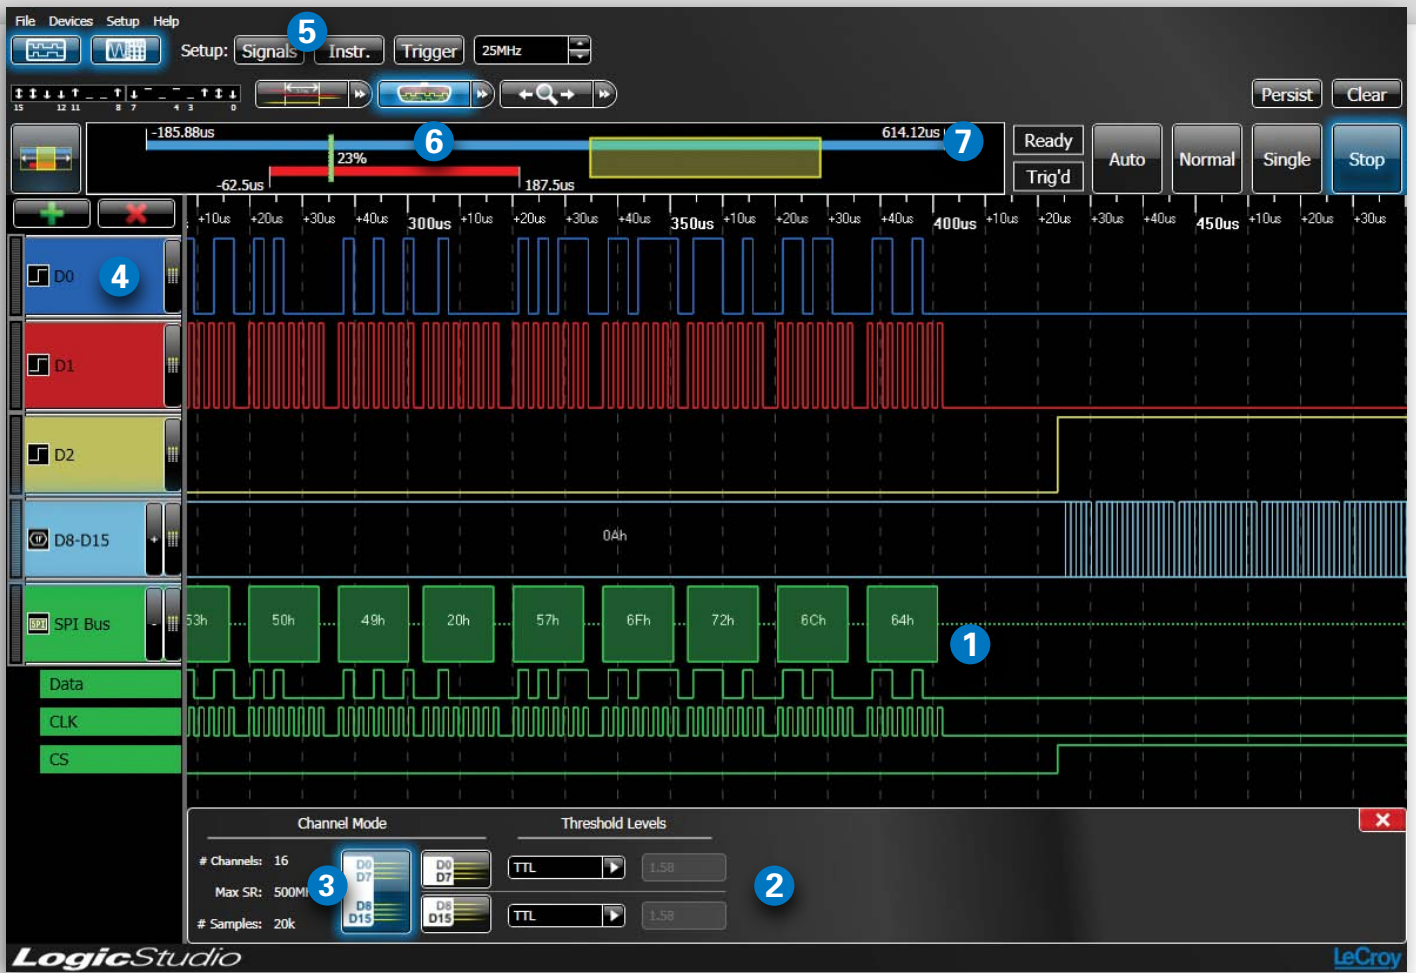 File Devices Setup Help
5
Setup: Signals Instr. Trigger 25MHz
15 12 11 8 7 4 3 0
Persist Clear
-185.88us 6 614.12us 7
23%
-62.5us 187.5us
Ready
Trig'd
Auto Normal Single Stop
+10us +20us +30us +40us 300us +10us +20us +30us +40us 350us +10us +20us +30us +40us 400us +10us +20us +30us +40us 450us +10us +20us +30us
D0 4
D1
D2
D8-D15 + 0Ah
SPI SPI Bus - 53h 50h 49h 20h 57h 6Fh 72h 6Ch 64h
1
Data
CLK
CS
Channel Mode Threshold Levels
# Channels: 16 D0 D7 D0 D7 TTL 1.58
Max SR: 500M 3 2
# Samples: 20k D8 D15 D8 D15 TTL 1.58
LogicStudio LeCroy